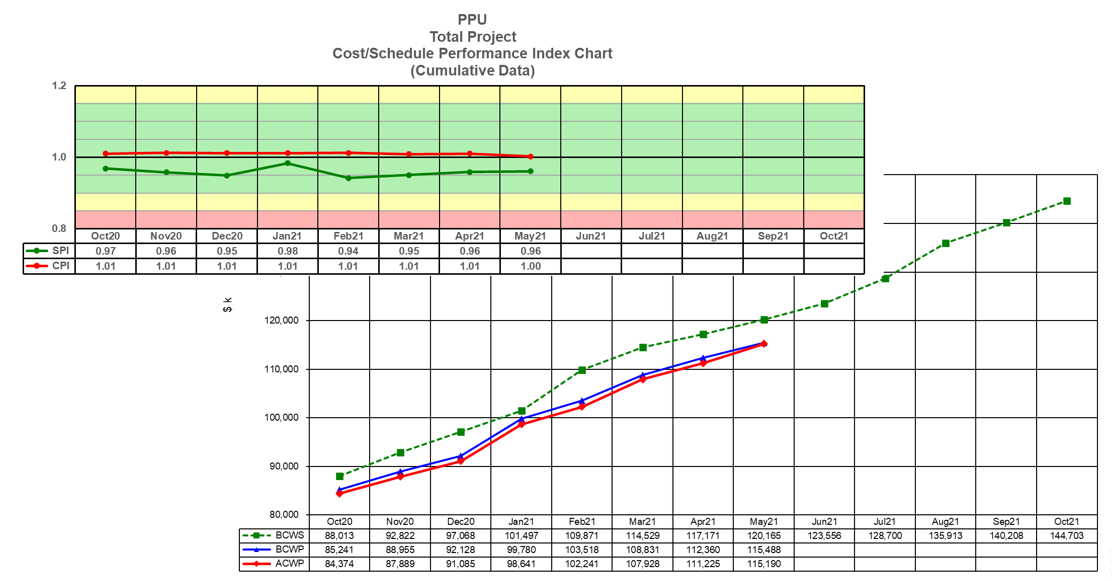 PPU
Total Project
Cost/Schedule Performance Index Chart
(Cumulative Data)
1.2
1.0
0.8
Oct20 Nov20 Dec20 Jan21 Feb21 Mar21 Apr21 May21 Jun21 Jul21 Aug21 Sep21 Oct21
SPI 0.97 0.96 0.95 0.98 0.94 0.95 0.96 0.96
CPI 1.01 1.01 1.01 1.01 1.01 1.01 1.01 1.00
$ k
120,000
110,000
100,000
90,000
80,000
Oct20 Nov20 Dec20 Jan21 Feb21 Mar21 Apr21 May21 Jun21 Jul21 Aug21 Sep21 Oct21
BCWS 88,013 92,822 97,068 101,497 109,871 114,529 117,171 120,165 123,556 128,700 135,913 140,208 144,703
BCWP 85,241 88,955 92,128 99,780 103,518 108,831 112,360 115,488
ACWP 84,374 87,889 91,085 98,641 102,241 107,928 111,225 115,190